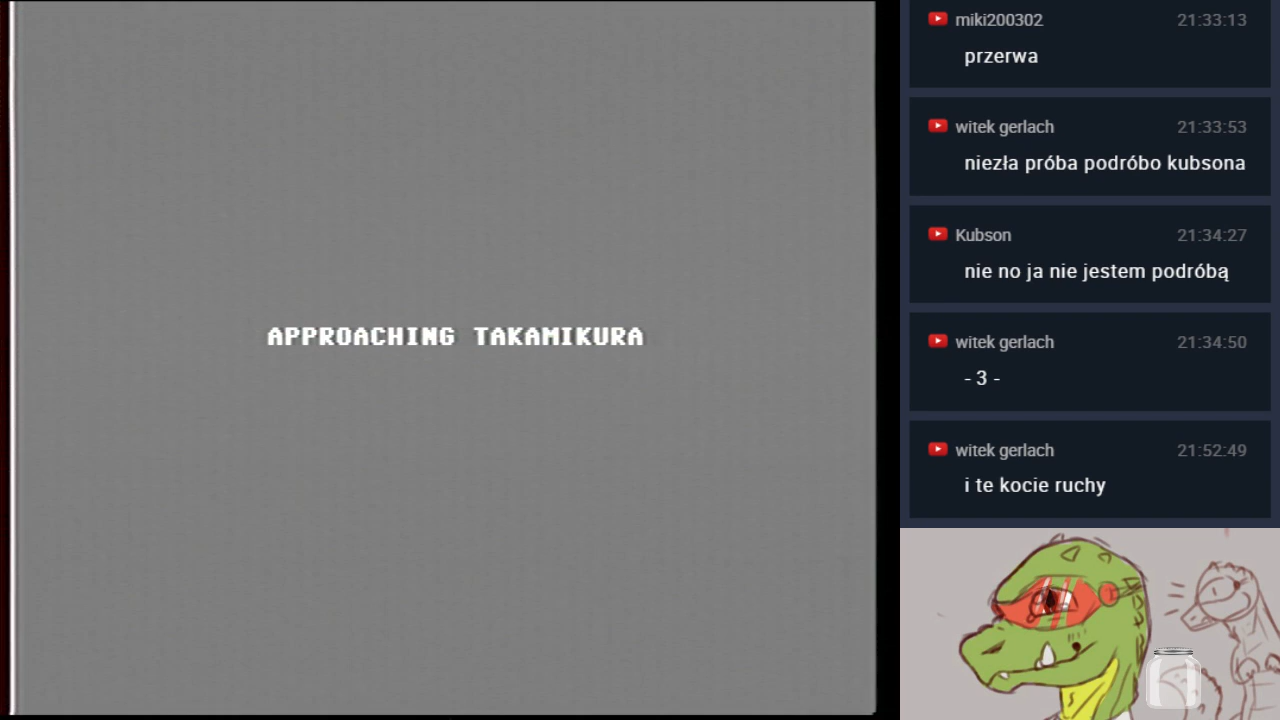 APPROACHING TAKAMIKURA
miki200302 21:33:13
przerwa
witek gerlach 21:33:53
niezła próba podróbo kubsona
Kubson 21:34:27
nie no ja nie jestem podróbą
witek gerlach 21:34:50
- 3 -
witek gerlach 21:52:49
i te kocie ruchy